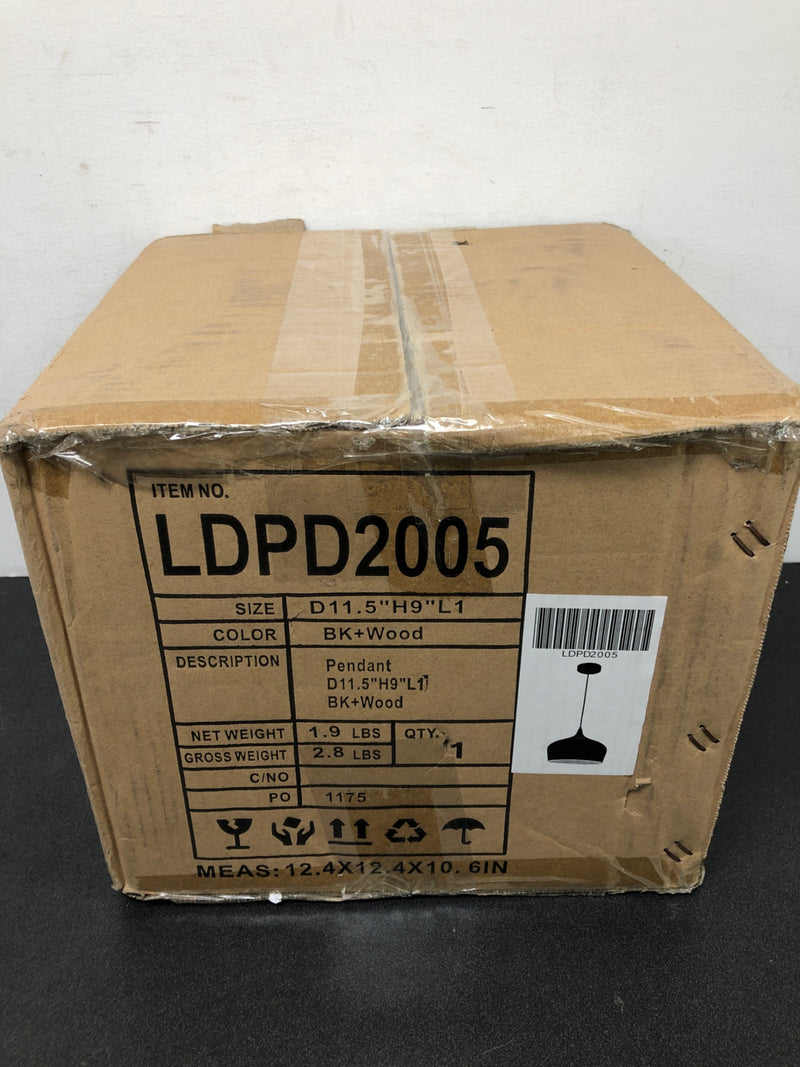 ITEM NO.
LDPD2005
SIZE D11.5"H9"L1
COLOR BK+Wood
DESCRIPTION Pendant
D11.5"H9"L1
BK+Wood
NET WEIGHT 1.9 LBS QTY. 1
GROSS WEIGHT 2.8 LBS
C/NO
PO 1175
MEAS: 12.4X12.4X10.6IN
LDPD2005